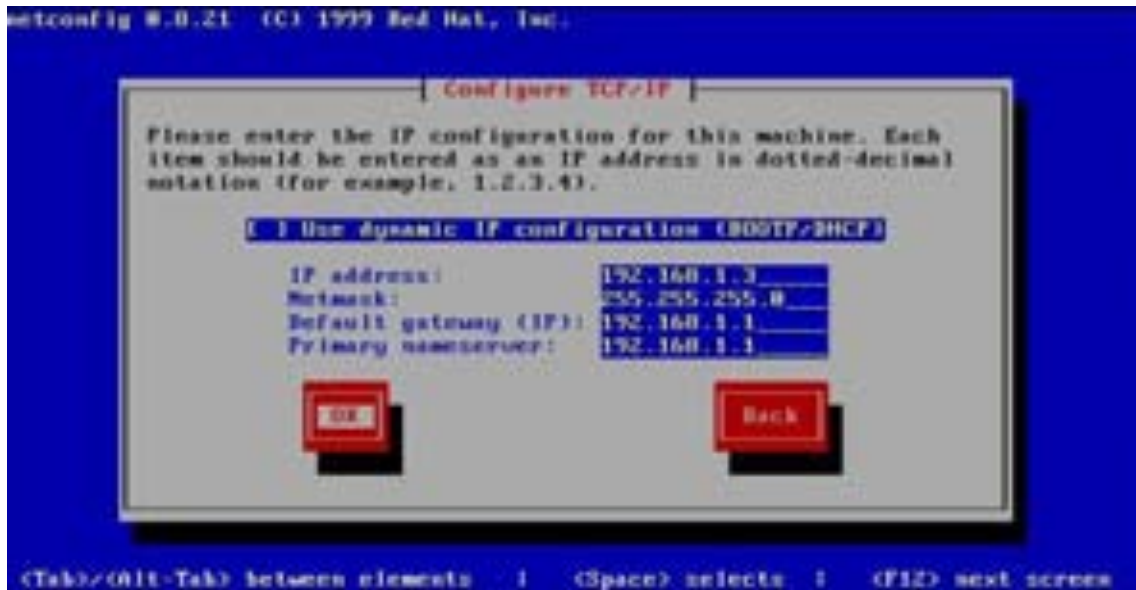 netconfig 0.8.21 (C) 1999 Red Hat, Inc.
Configure TCP/IP
Please enter the IP configuration for this machine. Each
item should be entered as an IP address in dotted-decimal
notation (for example, 1.2.3.4).
[ ] Use dynamic IP configuration (BOOTP/DHCP)
IP address: 192.168.1.3
Netmask: 255.255.255.0
Default gateway (IP): 192.168.1.1
Primary nameserver: 192.168.1.1
OK Back
<Tab>/<Alt-Tab> between elements | <Space> selects | <F12> next screen